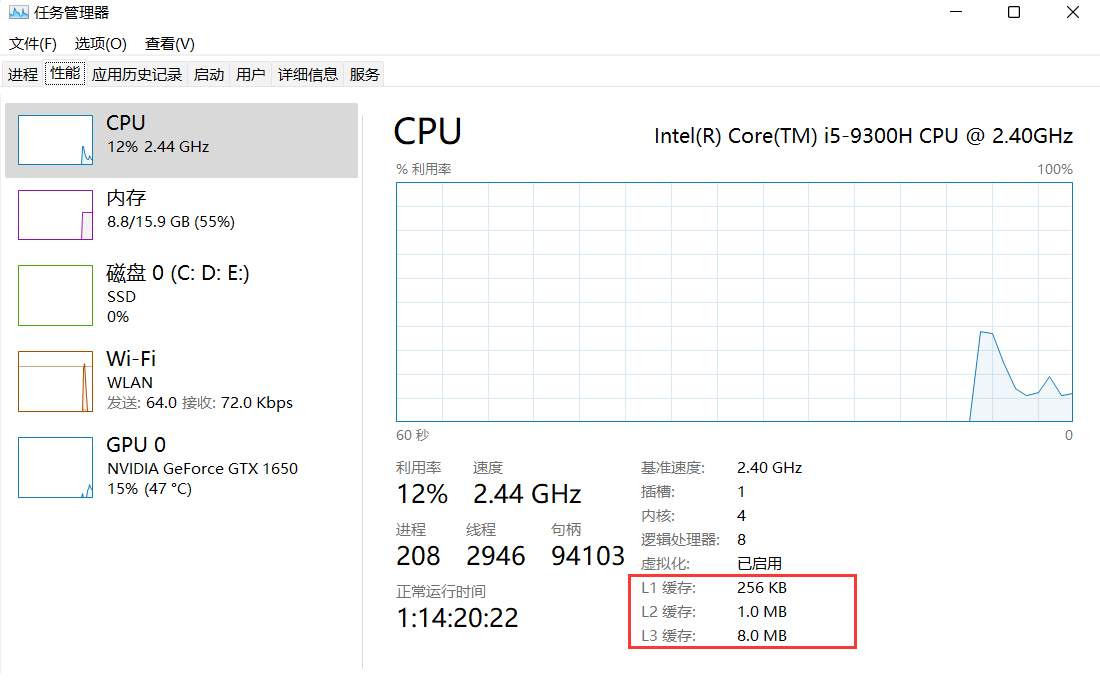 任务管理器
文件(F) 选项(O) 查看(V)
进程 性能 应用历史记录 启动 用户 详细信息 服务
CPU
12% 2.44 GHz
内存
8.8/15.9 GB (55%)
磁盘 0 (C: D: E:)
SSD
0%
Wi-Fi
WLAN
发送: 64.0 接收: 72.0 Kbps
GPU 0
NVIDIA GeForce GTX 1650
15% (47 °C)
CPU
Intel(R) Core(TM) i5-9300H CPU @ 2.40GHz
% 利用率 100%
60 秒 0
利用率 速度
12% 2.44 GHz
进程 线程 句柄
208 2946 94103
正常运行时间
1:14:20:22
基准速度: 2.40 GHz
插槽: 1
内核: 4
逻辑处理器: 8
虚拟化: 已启用
L1 缓存: 256 KB
L2 缓存: 1.0 MB
L3 缓存: 8.0 MB